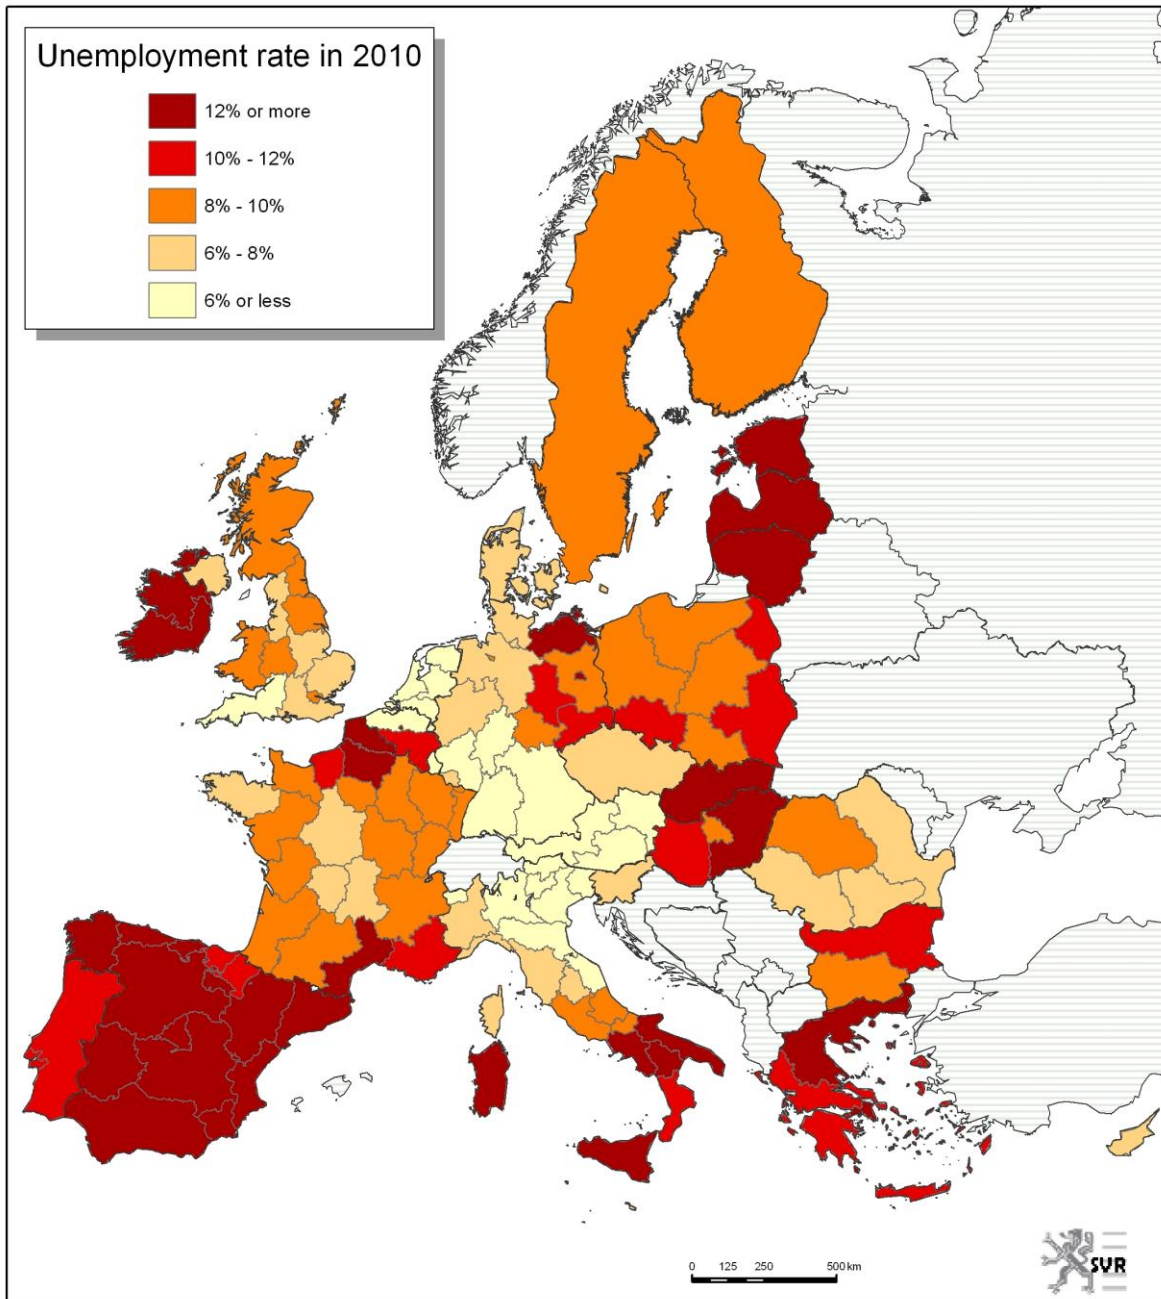 Unemployment rate in 2010
12% or more
10% - 12%
8% - 10%
6% - 8%
6% or less
0 125 250 500 km
SVR